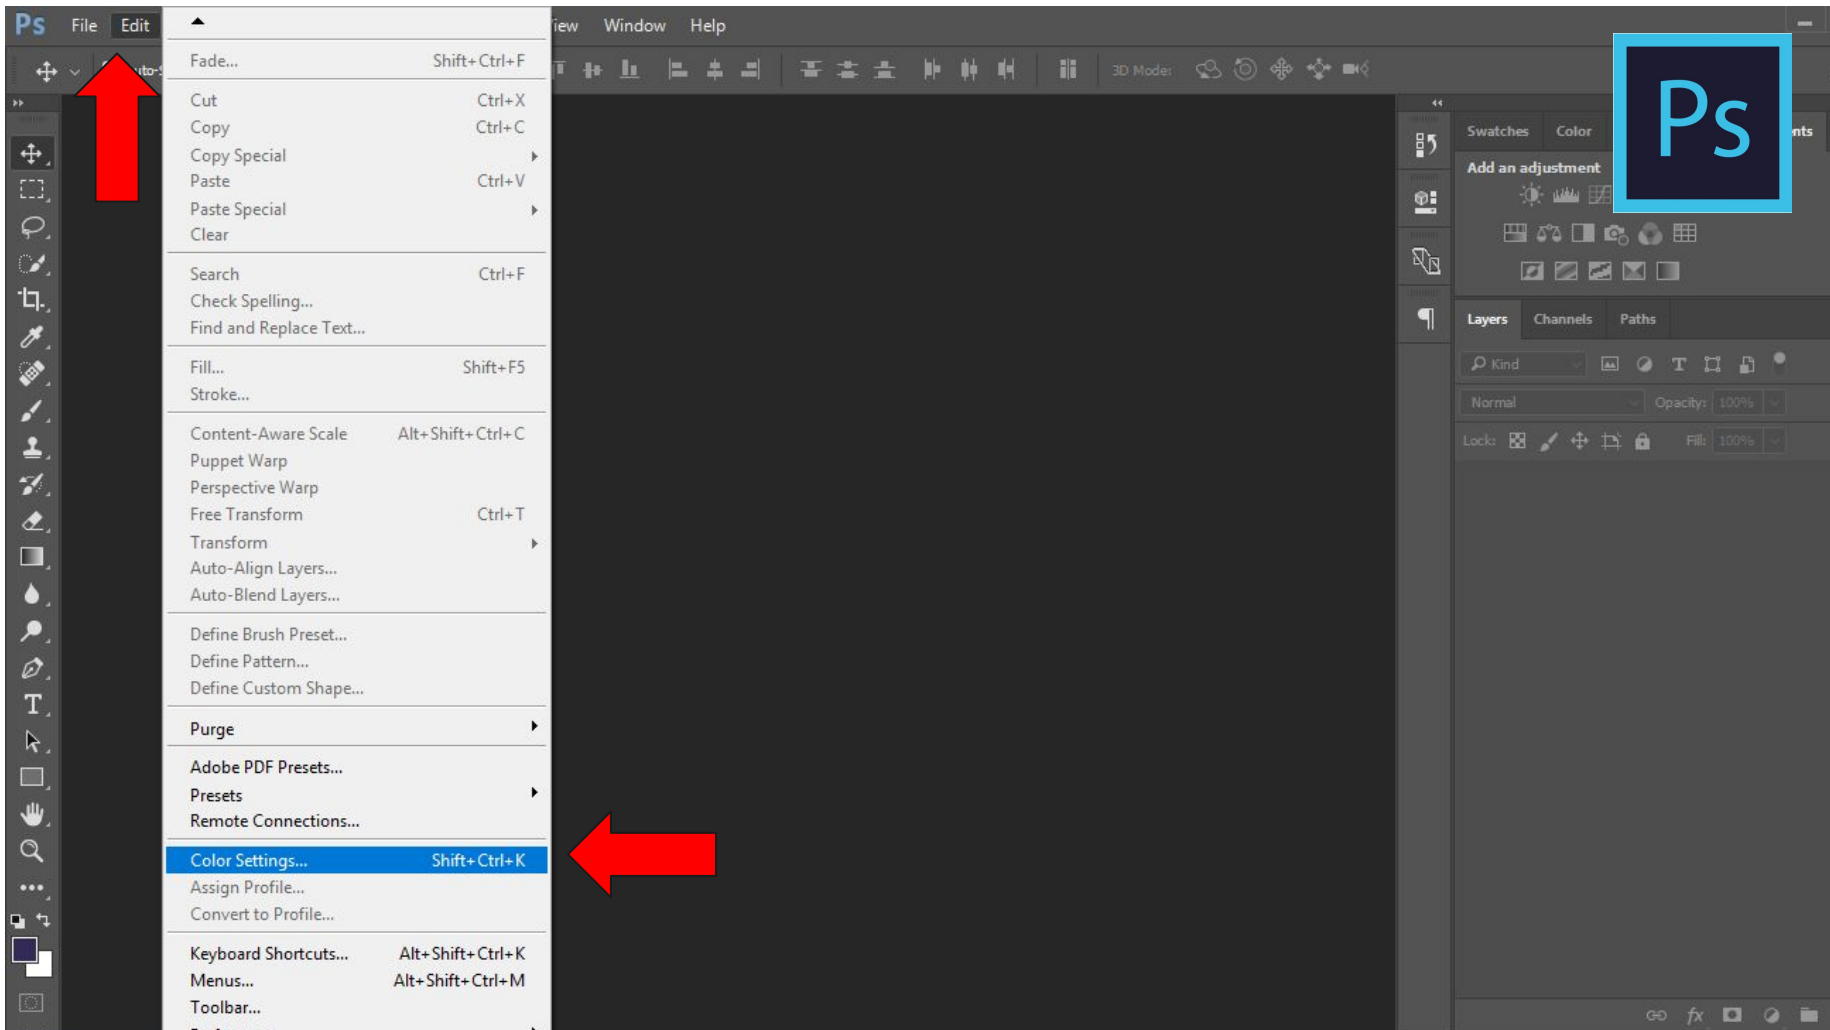 Ps File Edit iew Window Help
uto-S 3D Mode:
Fade... Shift+Ctrl+F
Cut Ctrl+X
Copy Ctrl+C
Copy Special
Paste Ctrl+V
Paste Special
Clear
Search Ctrl+F
Check Spelling...
Find and Replace Text...
Fill... Shift+F5
Stroke...
Content-Aware Scale Alt+Shift+Ctrl+C
Puppet Warp
Perspective Warp
Free Transform Ctrl+T
Transform
Auto-Align Layers...
Auto-Blend Layers...
Define Brush Preset...
Define Pattern...
Define Custom Shape...
Purge
Adobe PDF Presets...
Presets
Remote Connections...
Color Settings... Shift+Ctrl+K
Assign Profile...
Convert to Profile...
Keyboard Shortcuts... Alt+Shift+Ctrl+K
Menus... Alt+Shift+Ctrl+M
Toolbar...
Ps
Swatches Color nts
Add an adjustment
Layers Channels Paths
Kind
Normal Opacity: 100%
Lock: Fill: 100%
fx